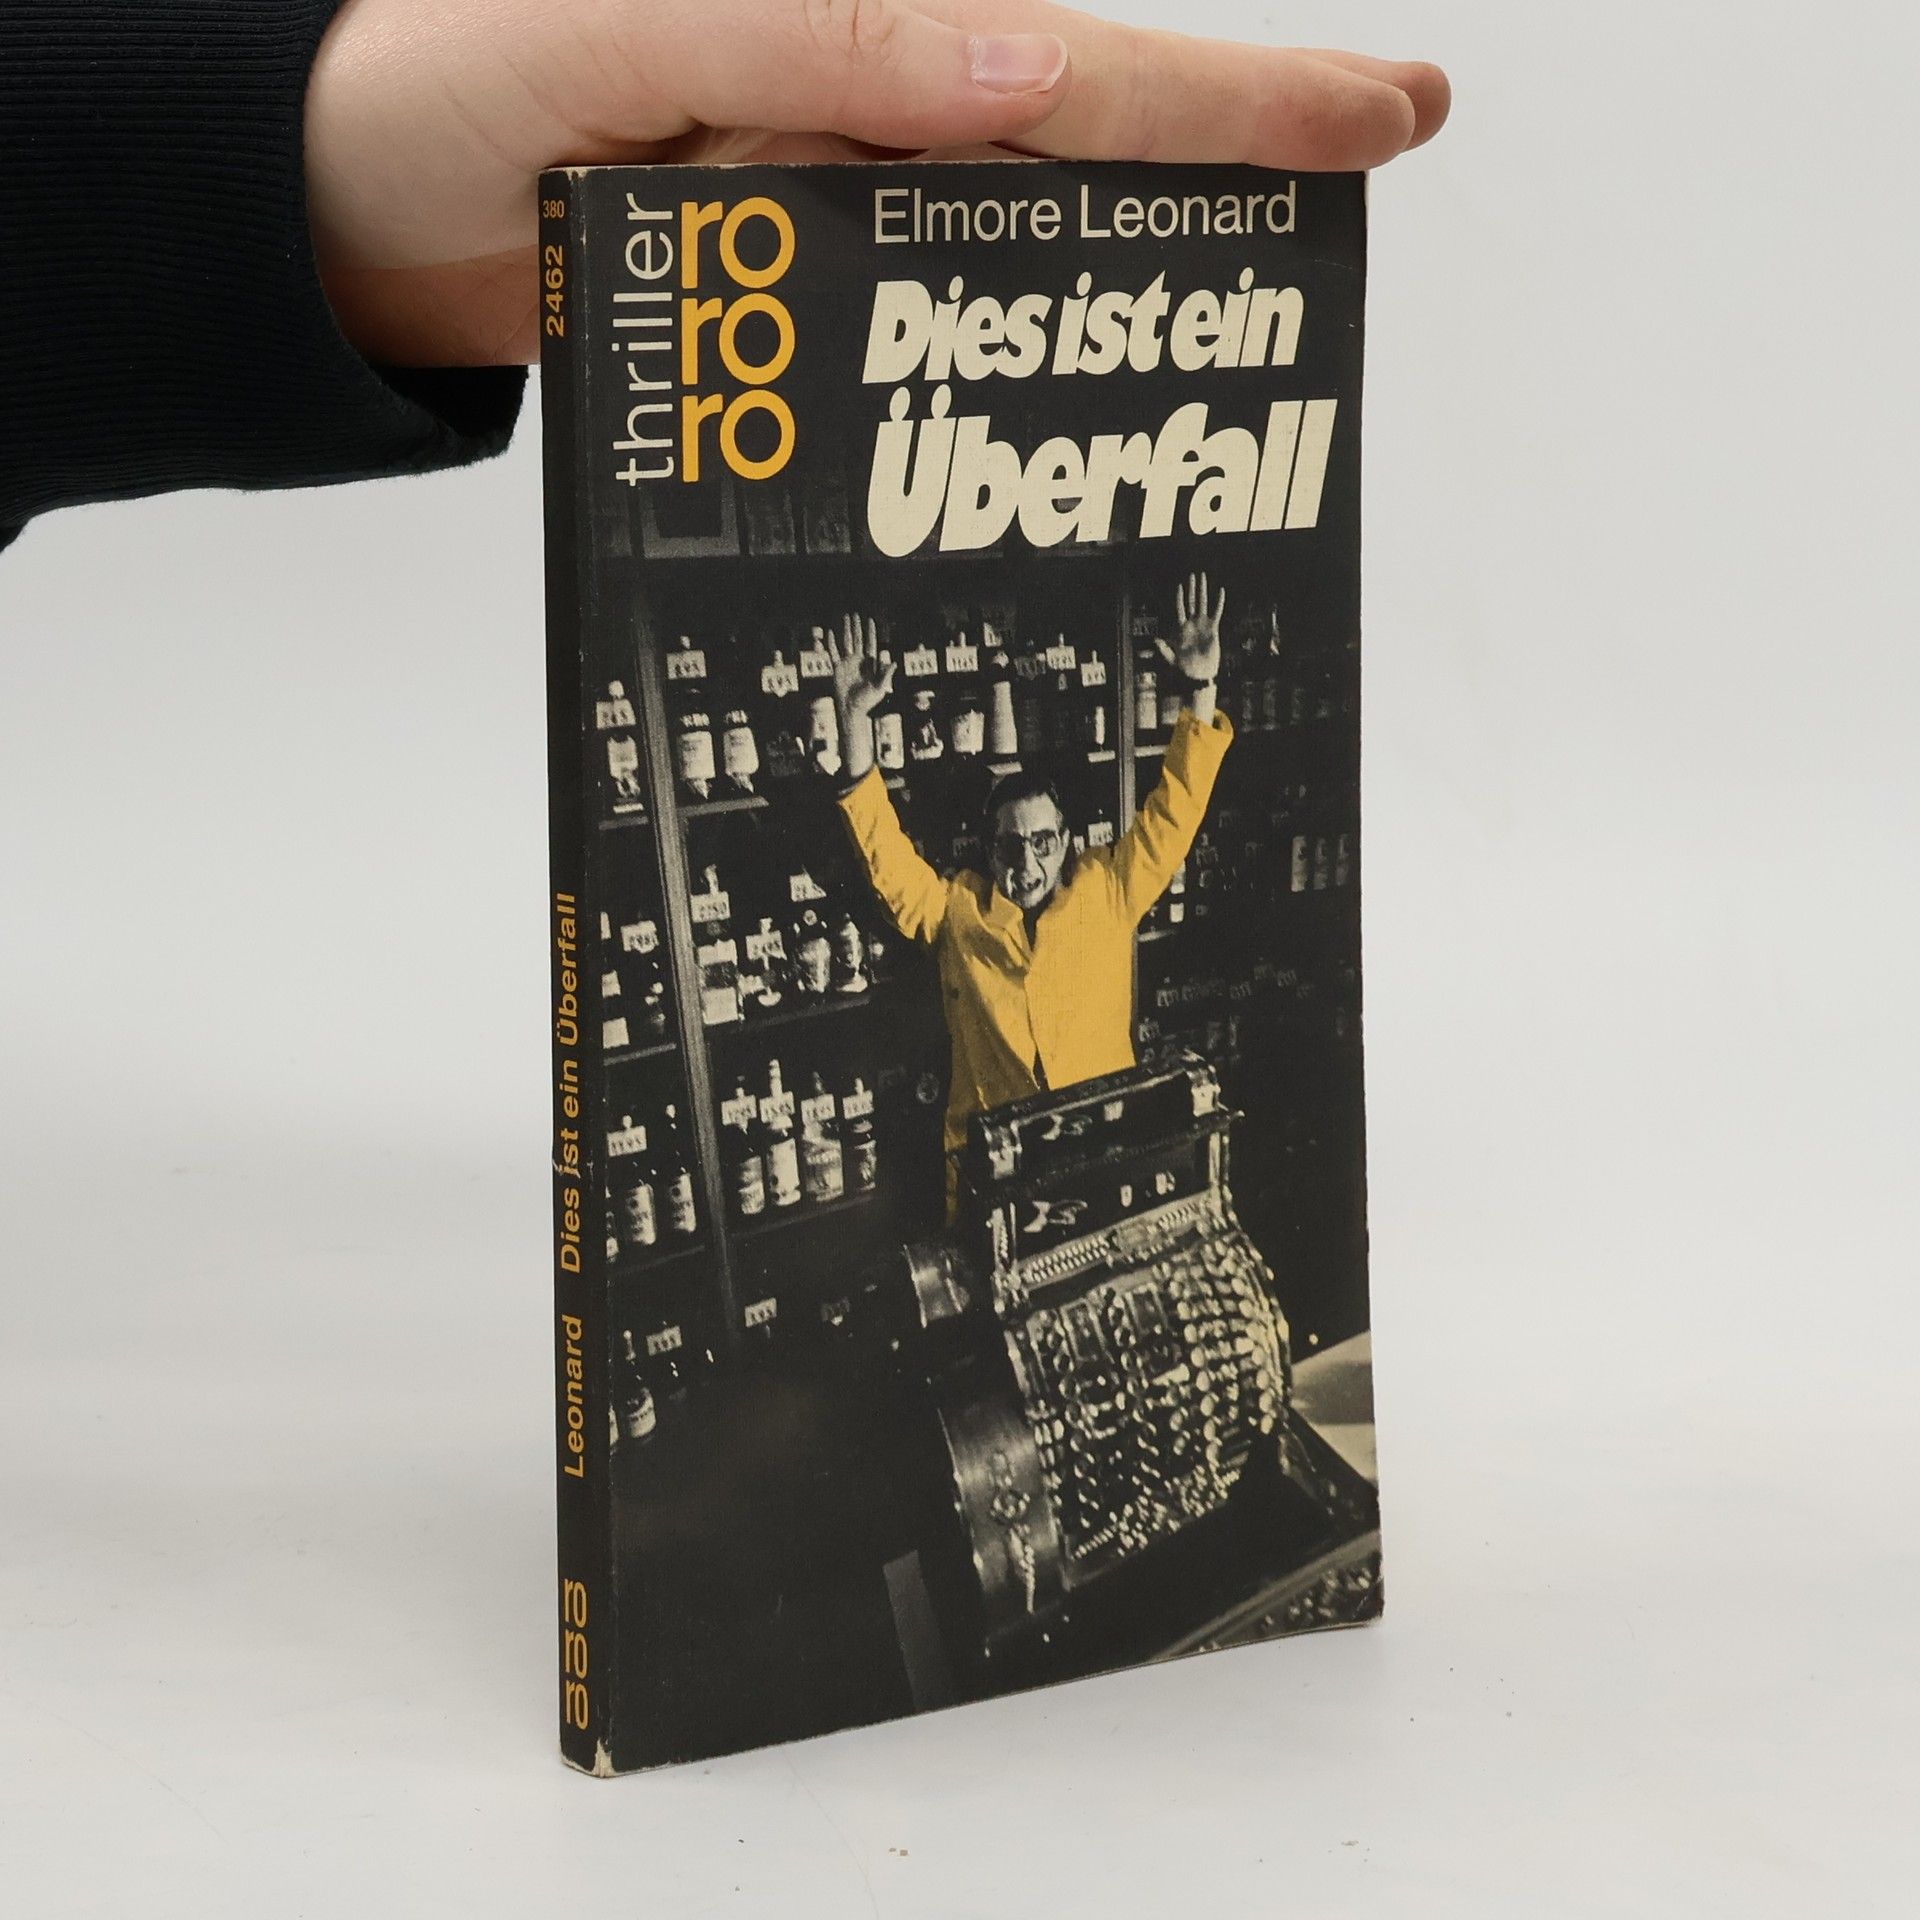 Elmore Leonard
Dies ist ein
Überfall
thriller
ro
ro
ro
380
2462
Leonard Dies ist ein Überfall
ro
ro
ro